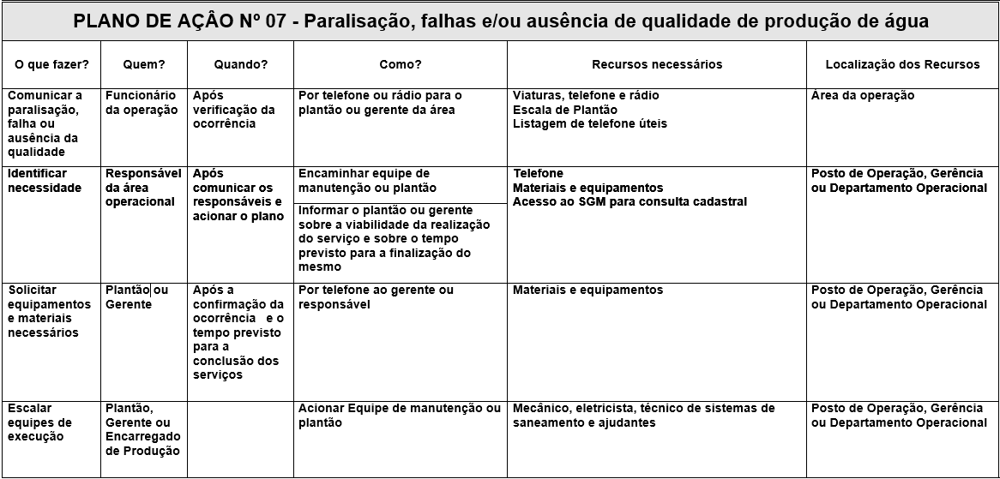 PLANO DE AÇÂO Nº 07 - Paralisação, falhas e/ou ausência de qualidade de produção de água
O que fazer?
Quem?
Quando?
Como?
Recursos necessários
Localização dos Recursos
Comunicar a
paralisação,
falha ou
ausência da
qualidade
Funcionário
da operação
Após
verificação da
ocorrência
Por telefone ou rádio para o
plantão ou gerente da área
Viaturas, telefone e rádio
Escala de Plantão
Listagem de telefone úteis
Área da operação
Identificar
necessidade
Responsável
da área
operacional
Após
comunicar os
responsáveis e
acionar o plano
Encaminhar equipe de
manutenção ou plantão
Informar o plantão ou gerente
sobre a viabilidade da realização
do serviço e sobre o tempo
previsto para a finalização do
mesmo
Telefone
Materiais e equipamentos
Acesso ao SGM para consulta cadastral
Posto de Operação, Gerência
ou Departamento Operacional
Solicitar
equipamentos
e materiais
necessários
Plantão ou
Gerente
Após a
confirmação da
ocorrência e o
tempo previsto
para a
conclusão dos
serviços
Por telefone ao gerente ou
responsável
Materiais e equipamentos
Posto de Operação, Gerência
ou Departamento Operacional
Escalar
equipes de
execução
Plantão,
Gerente ou
Encarregado
de Produção
Acionar Equipe de manutenção ou
plantão
Mecânico, eletricista, técnico de sistemas de
saneamento e ajudantes
Posto de Operação, Gerência
ou Departamento Operacional